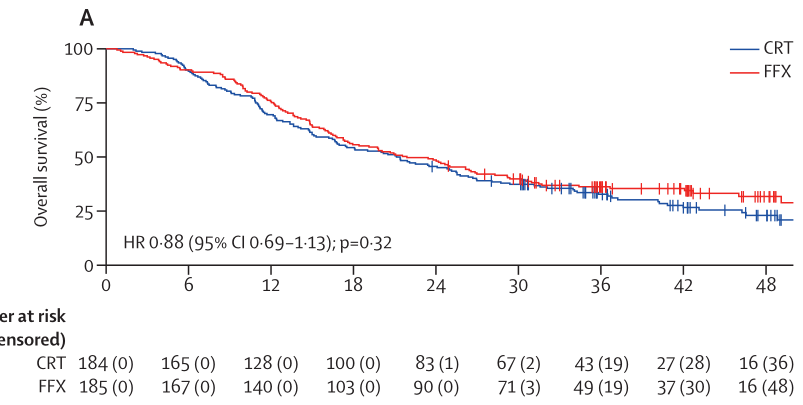 A
100
75
50
25
0
Overall survival (%)
CRT
FFX
HR 0·88 (95% CI 0·69–1·13); p=0·32
0 6 12 18 24 30 36 42 48
er at risk
ensored)
CRT 184 (0) 165 (0) 128 (0) 100 (0) 83 (1) 67 (2) 43 (19) 27 (28) 16 (36)
FFX 185 (0) 167 (0) 140 (0) 103 (0) 90 (0) 71 (3) 49 (19) 37 (30) 16 (48)